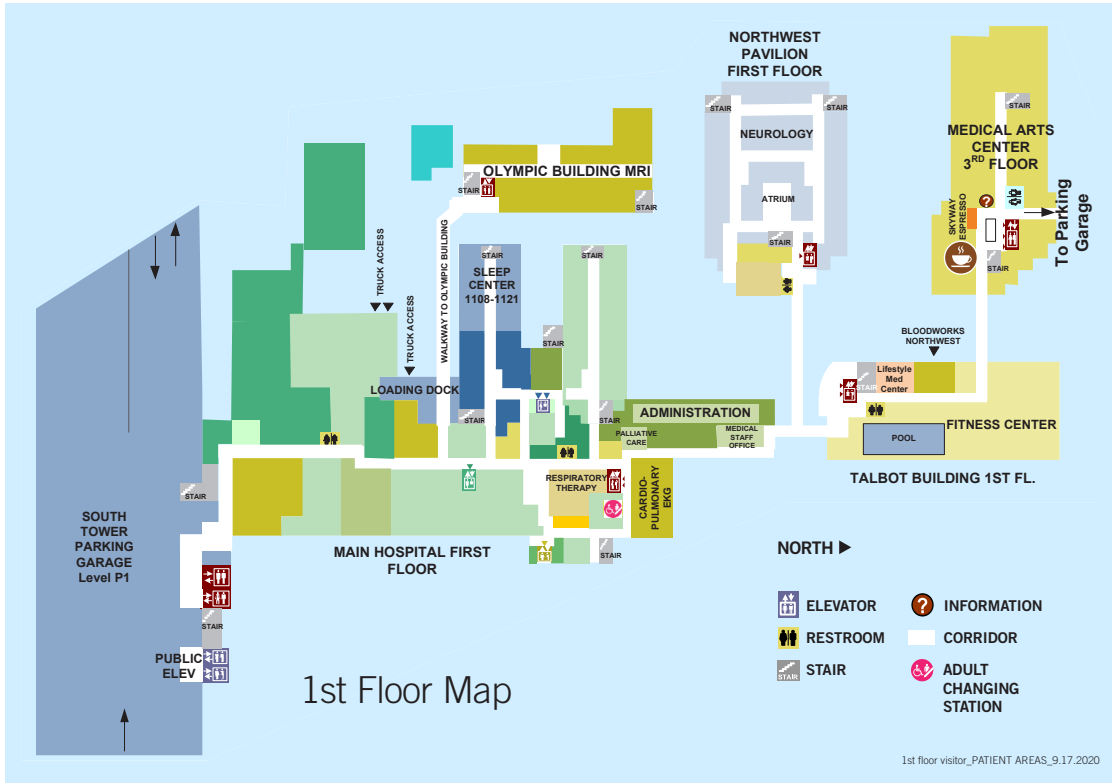 NORTHWEST
PAVILION
FIRST FLOOR
STAIR
STAIR
NEUROLOGY
ATRIUM
STAIR
STAIR
MEDICAL ARTS
CENTER
3RD FLOOR
SKYWAY
ESPRESSO
?
STAIR
To Parking
Garage
OLYMPIC BUILDING MRI
STAIR
STAIR
WALKWAY TO OLYMPIC BUILDING
TRUCK ACCESS
TRUCK ACCESS
STAIR
SLEEP
CENTER
1108-1121
STAIR
STAIR
LOADING DOCK
STAIR
STAIR
ADMINISTRATION
PALLIATIVE
CARE
MEDICAL
STAFF
OFFICE
BLOODWORKS
NORTHWEST
STAIR
Lifestyle
Med
Center
FITNESS CENTER
POOL
TALBOT BUILDING 1ST FL.
RESPIRATORY
THERAPY
CARDIO-
PULMONARY
EKG
STAIR
STAIR
MAIN HOSPITAL FIRST
FLOOR
SOUTH
TOWER
PARKING
GARAGE
Level P1
STAIR
PUBLIC
ELEV
1st Floor Map
NORTH
ELEVATOR
? INFORMATION
RESTROOM
CORRIDOR
STAIR STAIR
ADULT
CHANGING
STATION
1st floor visitor_PATIENT AREAS_9.17.2020